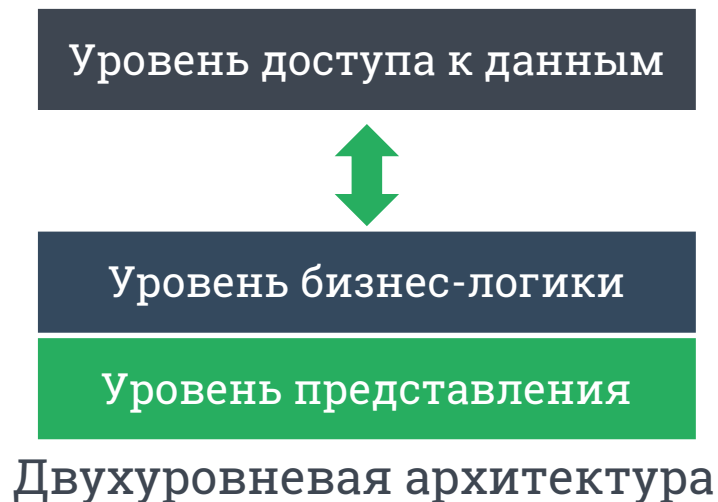 Уровень доступа к данным
Уровень бизнес-логики
Уровень представления
Двухуровневая архитектура